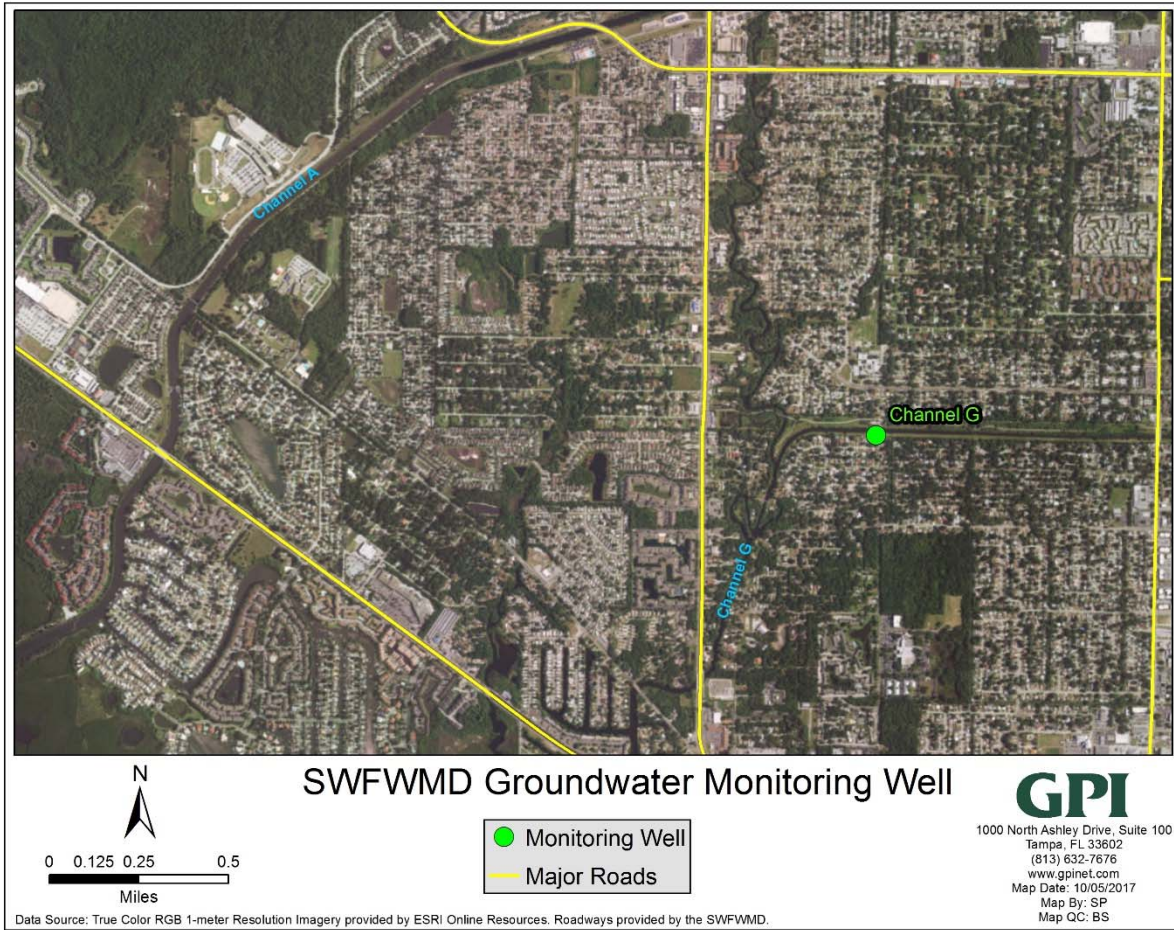 Channel A
Channel G
Channel G
N
SWFWMD Groundwater Monitoring Well
0 0.125 0.25 0.5
Miles
Monitoring Well
Major Roads
GPI
1000 North Ashley Drive, Suite 100
Tampa, FL 33602
(813) 632-7676
www.gpinet.com
Map Date: 10/05/2017
Map By: SP
Map QC: BS
Data Source: True Color RGB 1-meter Resolution Imagery provided by ESRI Online Resources. Roadways provided by the SWFWMD.